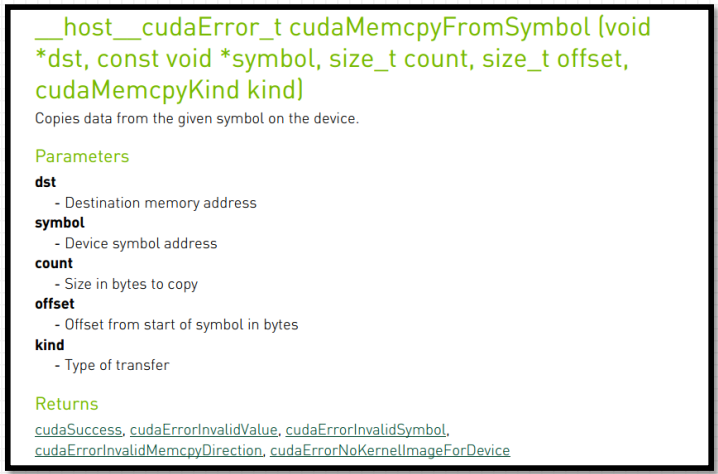 __host__cudaError_t cudaMemcpyFromSymbol (void
*dst, const void *symbol, size_t count, size_t offset,
cudaMemcpyKind kind)
Copies data from the given symbol on the device.
Parameters
dst
- Destination memory address
symbol
- Device symbol address
count
- Size in bytes to copy
offset
- Offset from start of symbol in bytes
kind
- Type of transfer
Returns
cudaSuccess, cudaErrorInvalidValue, cudaErrorInvalidSymbol,
cudaErrorInvalidMemcpyDirection, cudaErrorNoKernelImageForDevice